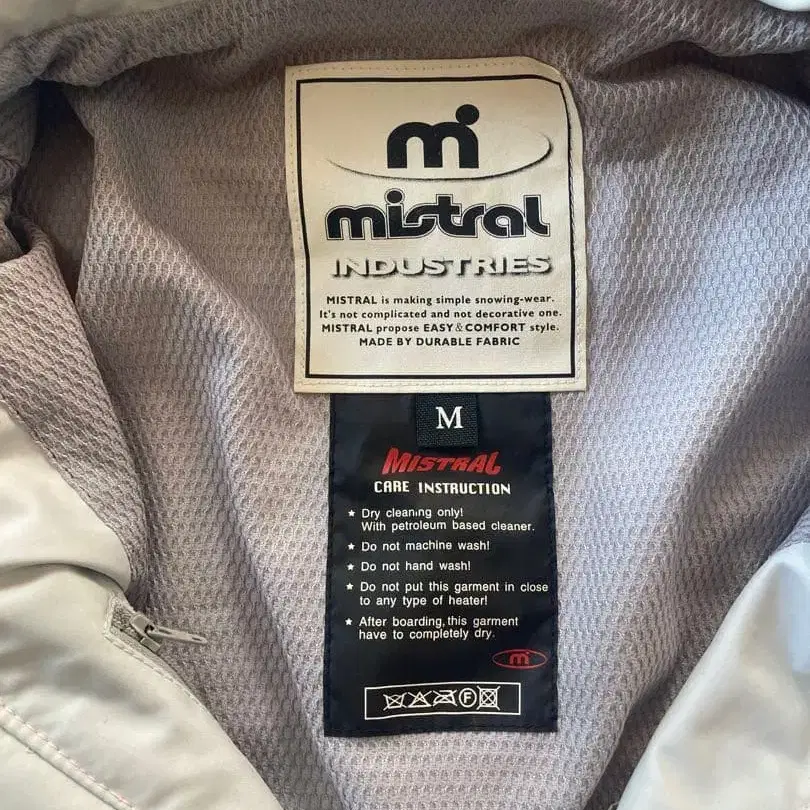 m
mistral
INDUSTRIES
MISTRAL is making simple snowing-wear.
It's not complicated and not decorative one.
MISTRAL propose EASY & COMFORT style.
MADE BY DURABLE FABRIC
M
MISTRAL
CARE INSTRUCTION
★ Dry cleaning only!
With petroleum based cleaner.
★ Do not machine wash!
★ Do not hand wash!
★ Do not put this garment in close
to any type of heater!
★ After boarding,this garment
have to completely dry.
m
F